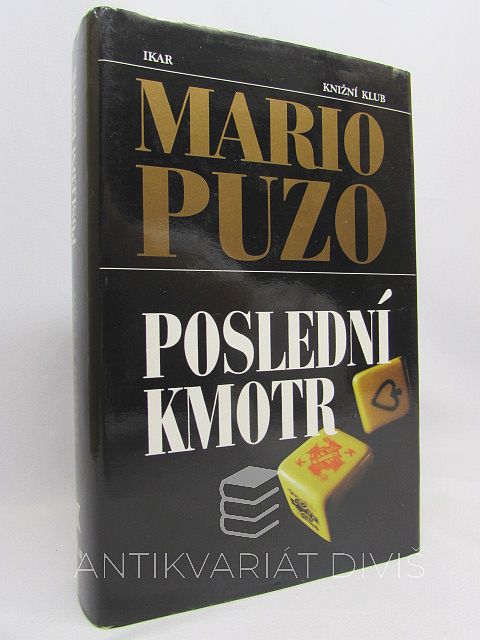 IKAR
KNIŽNÍ KLUB
MARIO
PUZO
POSLEDNÍ
KMOTR
ANTIKVARIÁT DIVIŠ